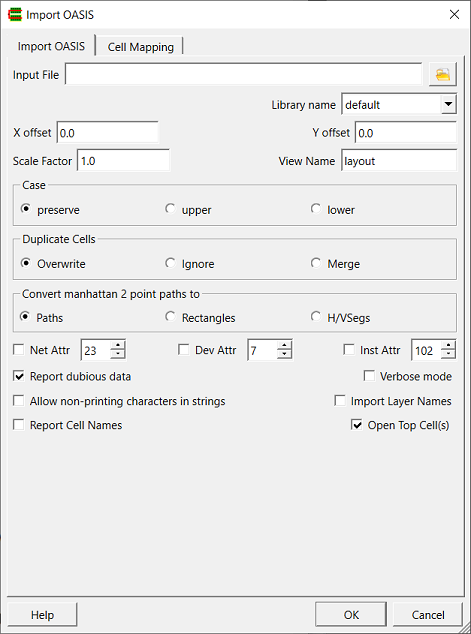 Import OASIS
Import OASIS Cell Mapping
Input File
Library name default
X offset 0.0 Y offset 0.0
Scale Factor 1.0 View Name layout
Case
preserve upper lower
Duplicate Cells
Overwrite Ignore Merge
Convert manhattan 2 point paths to
Paths Rectangles H/VSegs
Net Attr 23 Dev Attr 7 Inst Attr 102
Report dubious data Verbose mode
Allow non-printing characters in strings Import Layer Names
Report Cell Names Open Top Cell(s)
Help OK Cancel